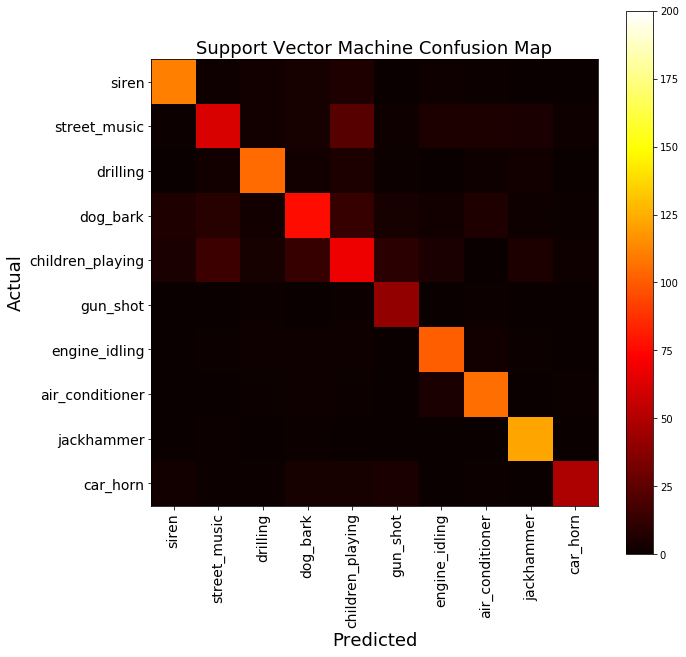 Support Vector Machine Confusion Map
Actual
siren
street_music
drilling
dog_bark
children_playing
gun_shot
engine_idling
air_conditioner
jackhammer
car_horn
siren
street_music
drilling
dog_bark
children_playing
gun_shot
engine_idling
air_conditioner
jackhammer
car_horn
Predicted
200
175
150
125
100
75
50
25
0